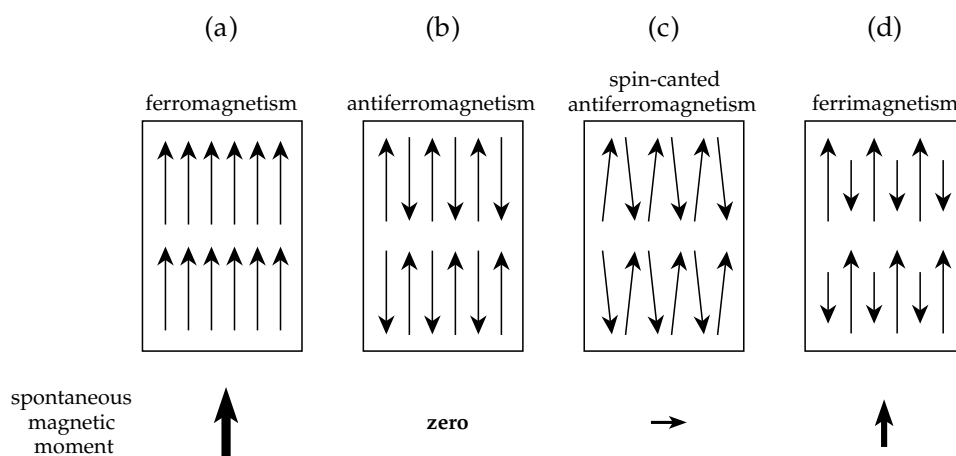 (a)
(b)
(c)
(d)
ferromagnetism
antiferromagnetism
spin-canted
antiferromagnetism
ferrimagnetism
spontaneous
magnetic
moment
zero